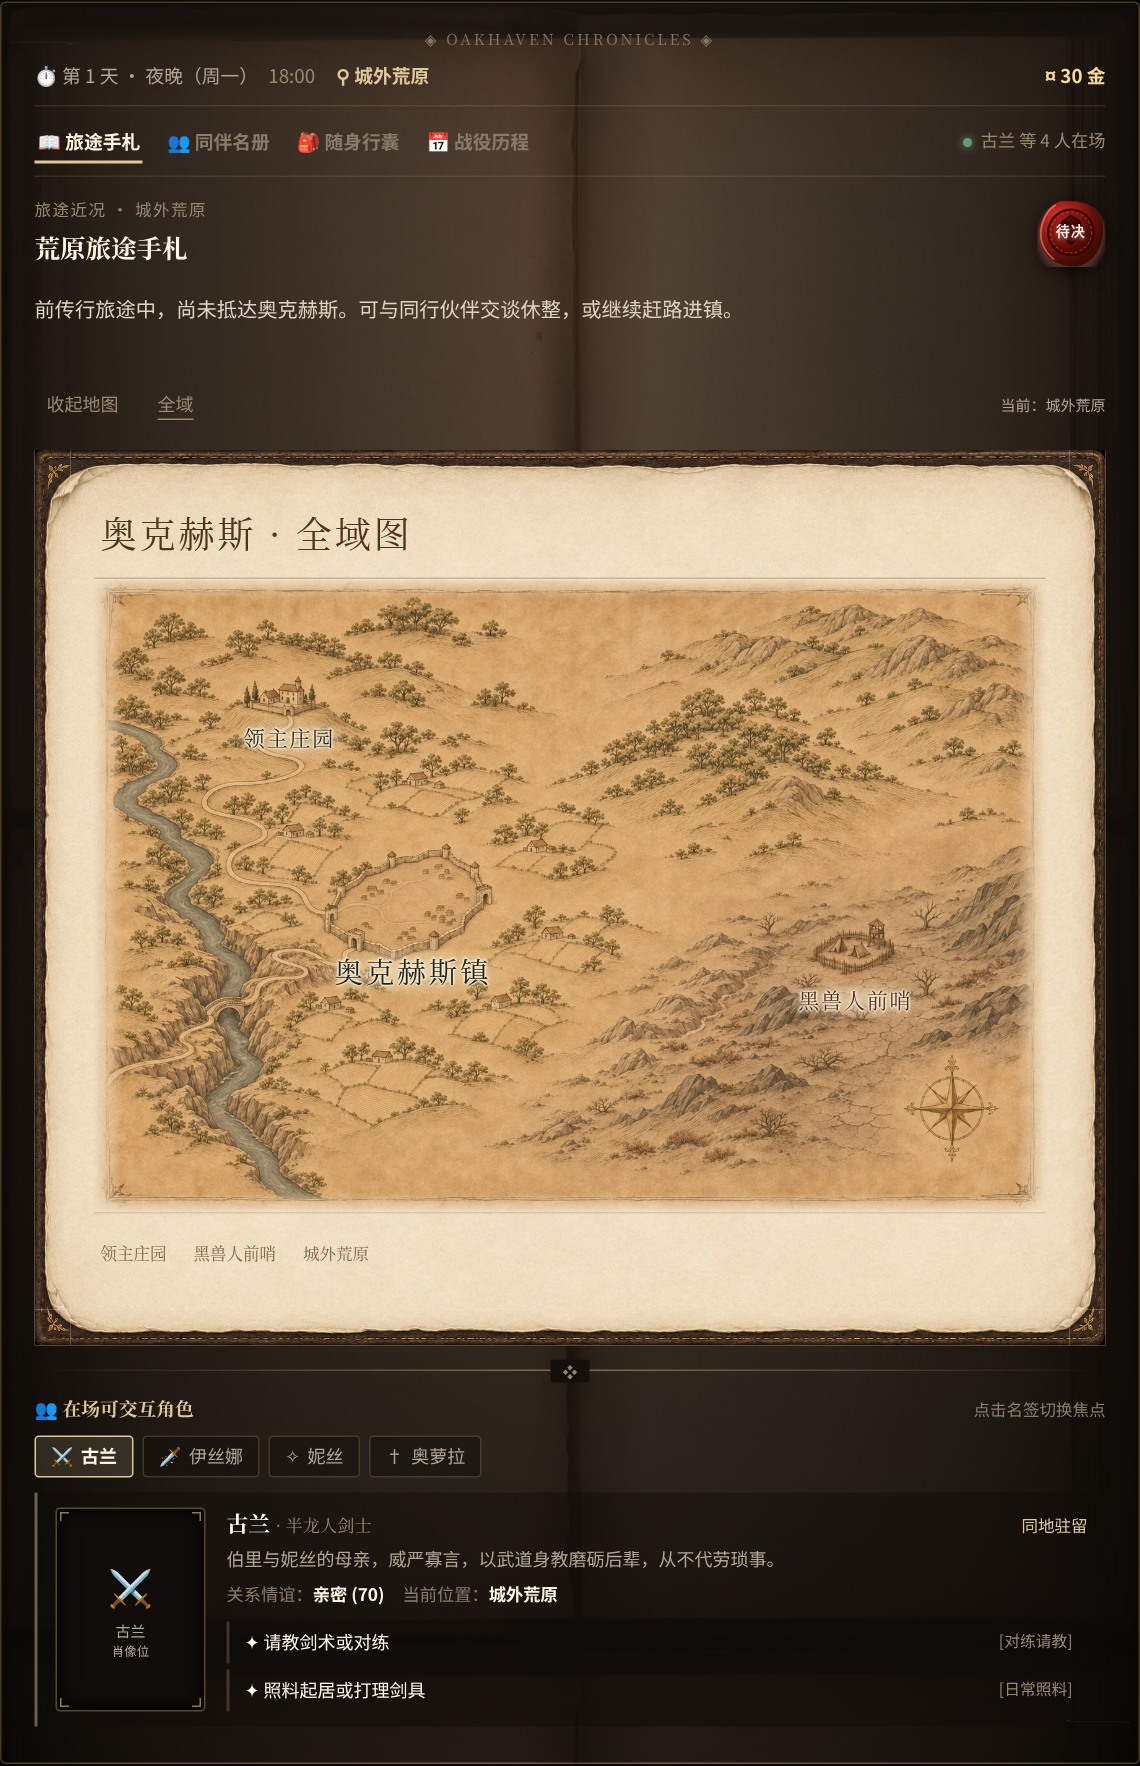 ◈ OAKHAVEN CHRONICLES ◈
第 1 天 · 夜晚（周一） 18:00 城外荒原
¤ 30 金
旅途手札 同伴名册 随身行囊 战役历程
古兰 等 4 人在场
旅途近况 · 城外荒原
荒原旅途手札
待决
前传行旅途中，尚未抵达奥克赫斯。可与同行伙伴交谈休整，或继续赶路进镇。
收起地图 全域
当前：城外荒原
奥克赫斯 · 全域图
领主庄园
奥克赫斯镇
黑兽人前哨
领主庄园 黑兽人前哨 城外荒原
在场可交互角色
点击名签切换焦点
古兰 伊丝娜 妮丝 奥萝拉
古兰 · 半龙人剑士
同地驻留
伯里与妮丝的母亲，威严寡言，以武道身教磨砺后辈，从不代劳琐事。
关系情谊：亲密 (70) 当前位置：城外荒原
古兰
肖像位
✦ 请教剑术或对练
[对练请教]
✦ 照料起居或打理剑具
[日常照料]